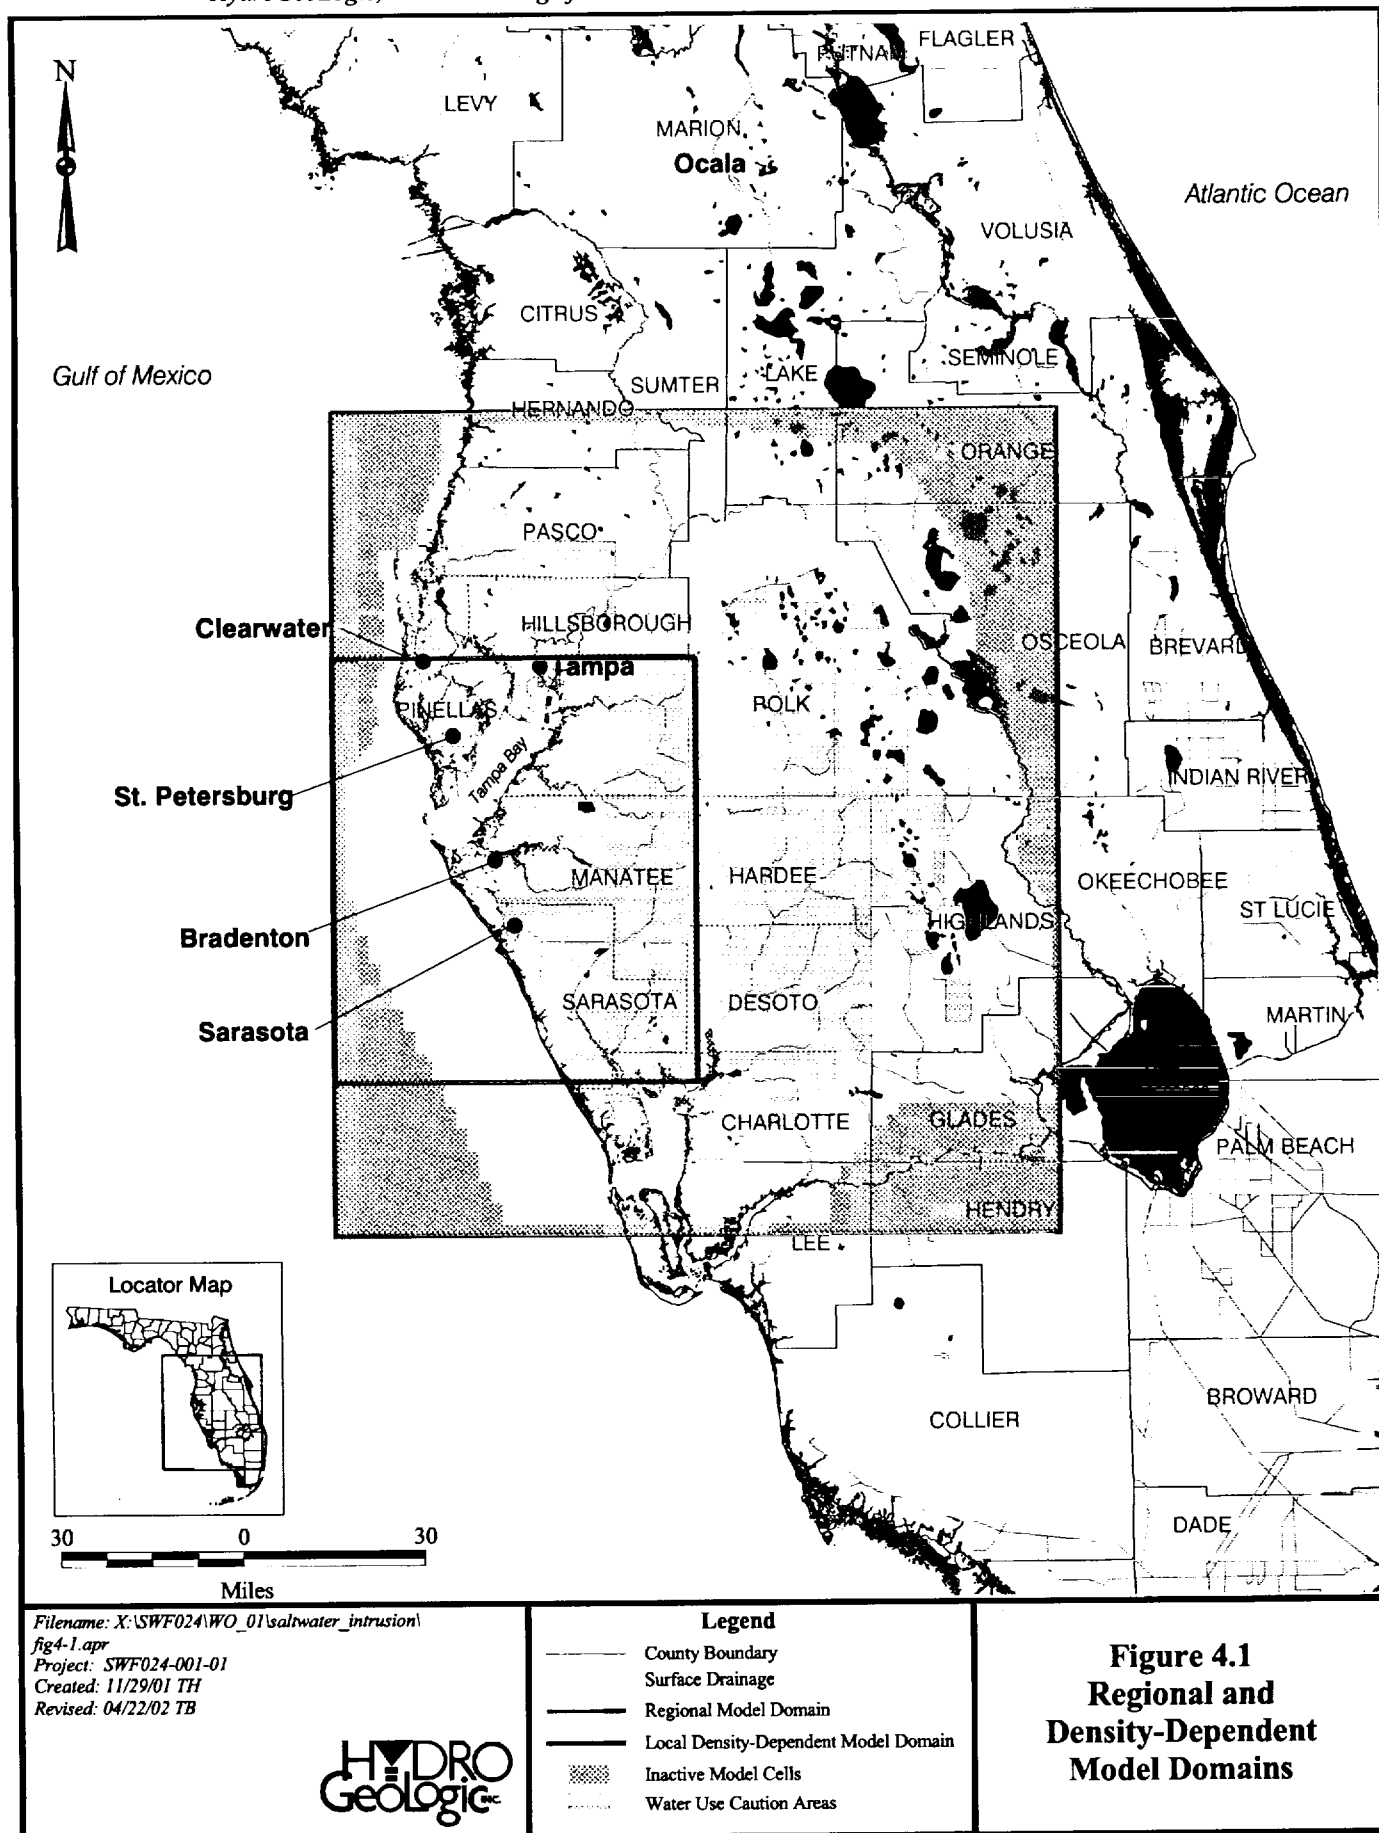 N
FLAGLER
LEVY
MARION
Ocala
Atlantic Ocean
VOLUSIA
CITRUS
Gulf of Mexico
SUMTER
LAKE
SEMINOLE
HERNANDO
ORANGE
PASCO
Clearwater
HILLSBOROUGH
OSCEOLA
BREVARD
Tampa
PINELLAS
POLK
Tampa Bay
St. Petersburg
INDIAN RIVER
MANATEE
HARDEE
OKEECHOBEE
ST LUCIE
HIGHLANDS
Bradenton
SARASOTA
DESOTO
MARTIN
Sarasota
CHARLOTTE
GLADES
PALM BEACH
HENDRY
LEE
Locator Map
BROWARD
COLLIER
DADE
30 0 30
Miles
Filename: X:\SWF024\WO_01\saltwater_intrusion\
fig4-1.apr
Project: SWF024-001-01
Created: 11/29/01 TH
Revised: 04/22/02 TB
HYDRO
GeoLogic INC.
Legend
County Boundary
Surface Drainage
Regional Model Domain
Local Density-Dependent Model Domain
Inactive Model Cells
Water Use Caution Areas
Figure 4.1
Regional and
Density-Dependent
Model Domains